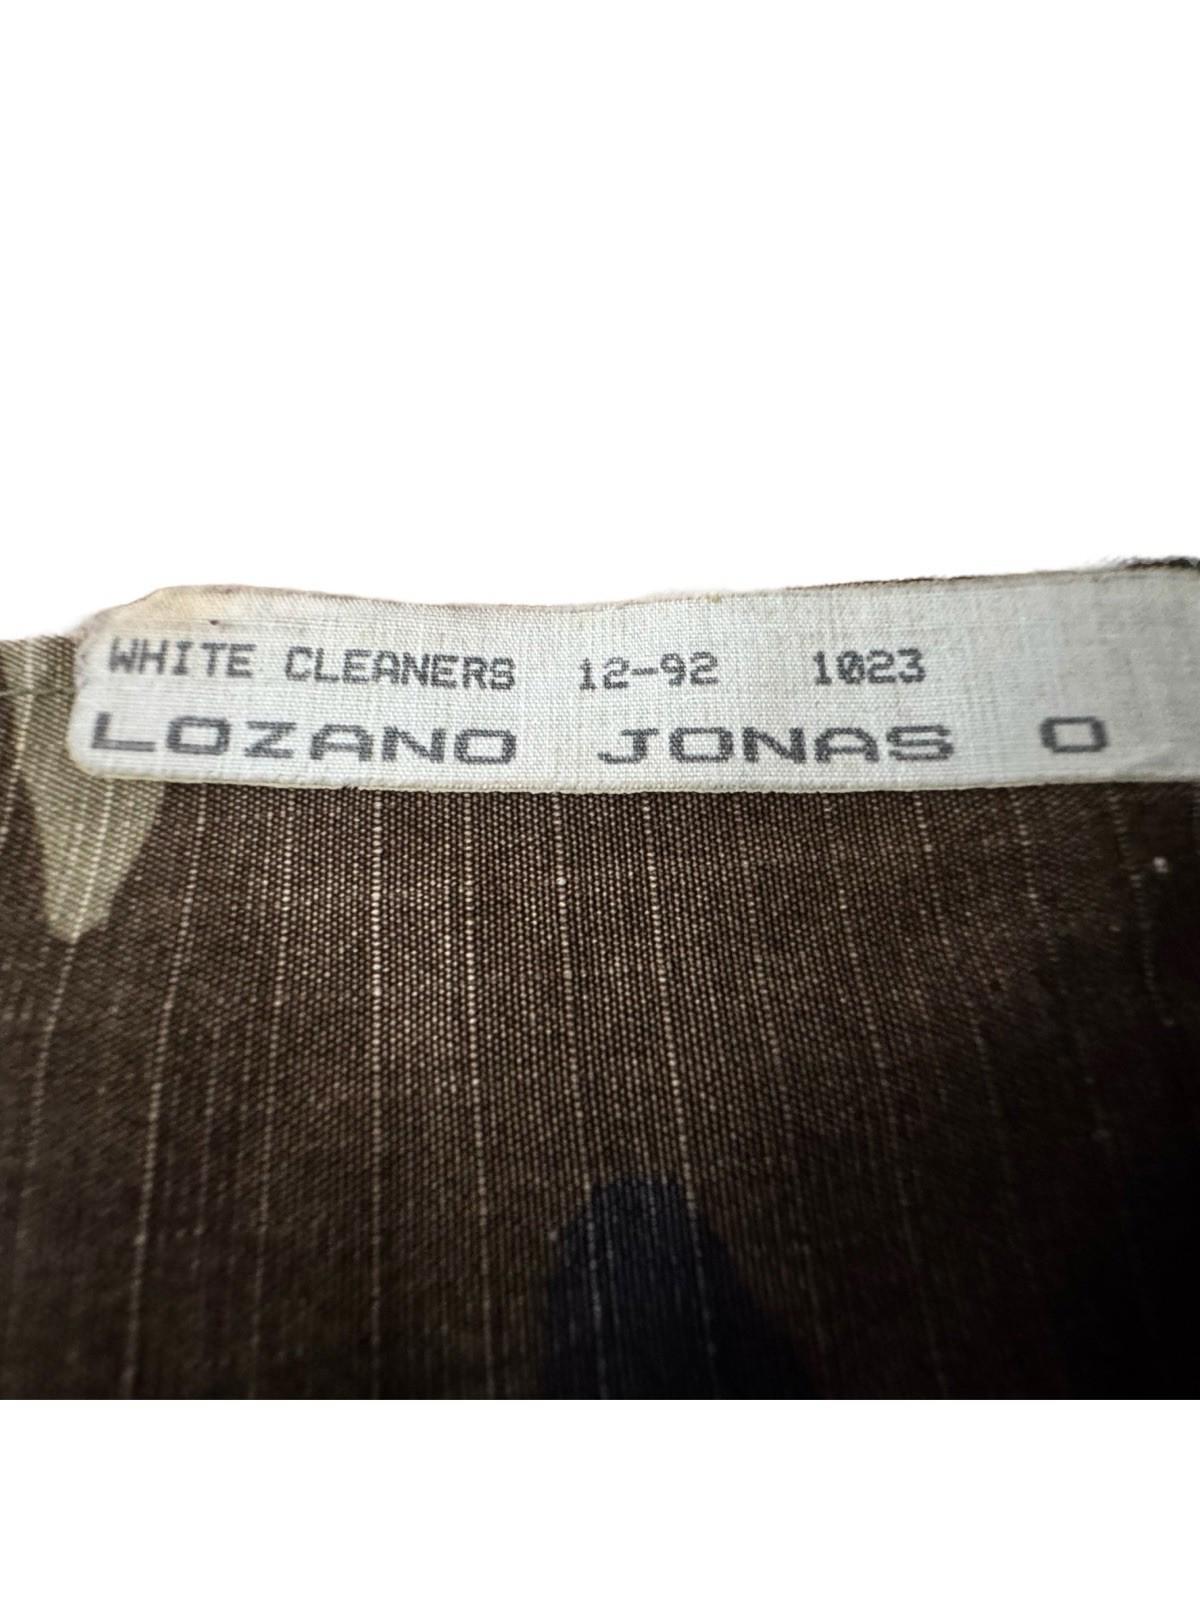 WHITE CLEANERS 12-92 1023
LOZANO JONAS O